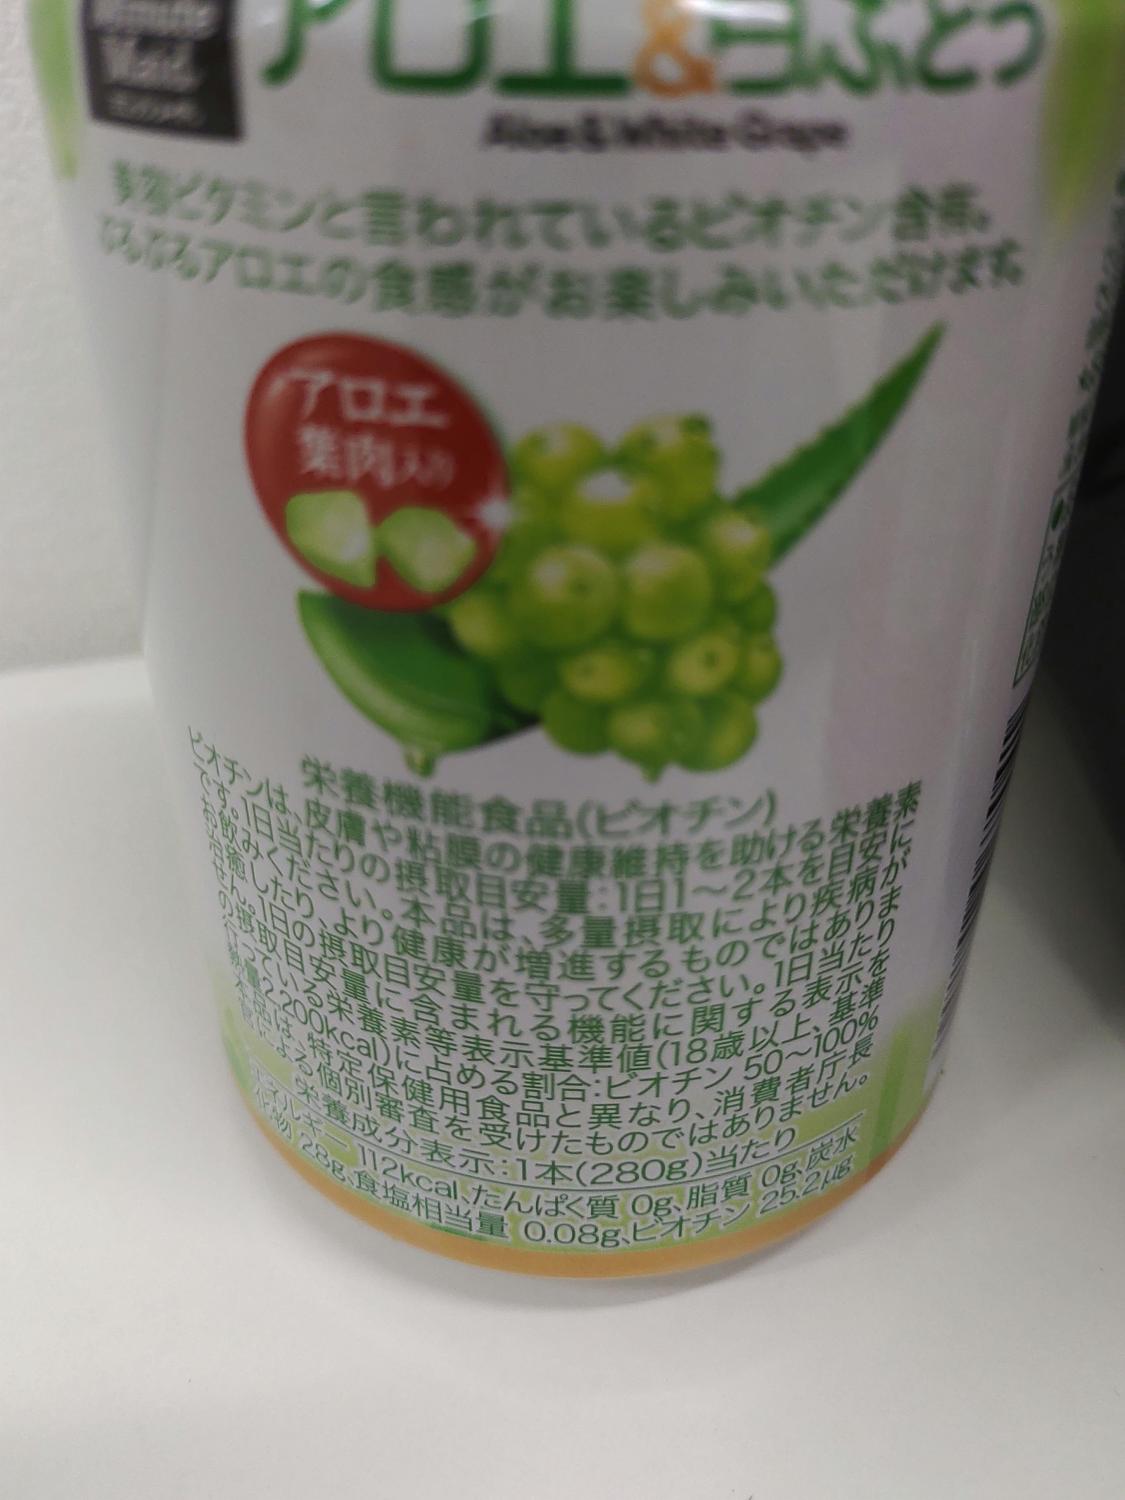 Minute
Maid
アロエ&白ぶどう
Aloe & White Grape
美容ビタミンと言われているビオチン含有。
ぷるぷるアロエの食感がお楽しみいただけます。
アロエ
葉肉入り
栄養機能食品(ビオチン)
ビオチンは、皮膚や粘膜の健康維持を助ける栄養素
です。1日当たりの摂取目安量:1日1〜2本を目安に
お飲みください。本品は、多量摂取により疾病が
治癒したり、より健康が増進するものではありま
せん。1日の摂取目安量を守ってください。1日当たり
の摂取目安量に含まれる機能に関する表示を
行っている栄養素等表示基準値(18歳以上、基準
熱量2,200kcal)に占める割合:ビオチン 50〜100%
本品は、特定保健用食品と異なり、消費者庁長
官による個別審査を受けたものではありません。
栄養成分表示:1本(280g)当たり
エネルギー 112kcal、たんぱく質 0g、脂質 0g、炭水
化物 28g、食塩相当量 0.08g、ビオチン 25.2μg